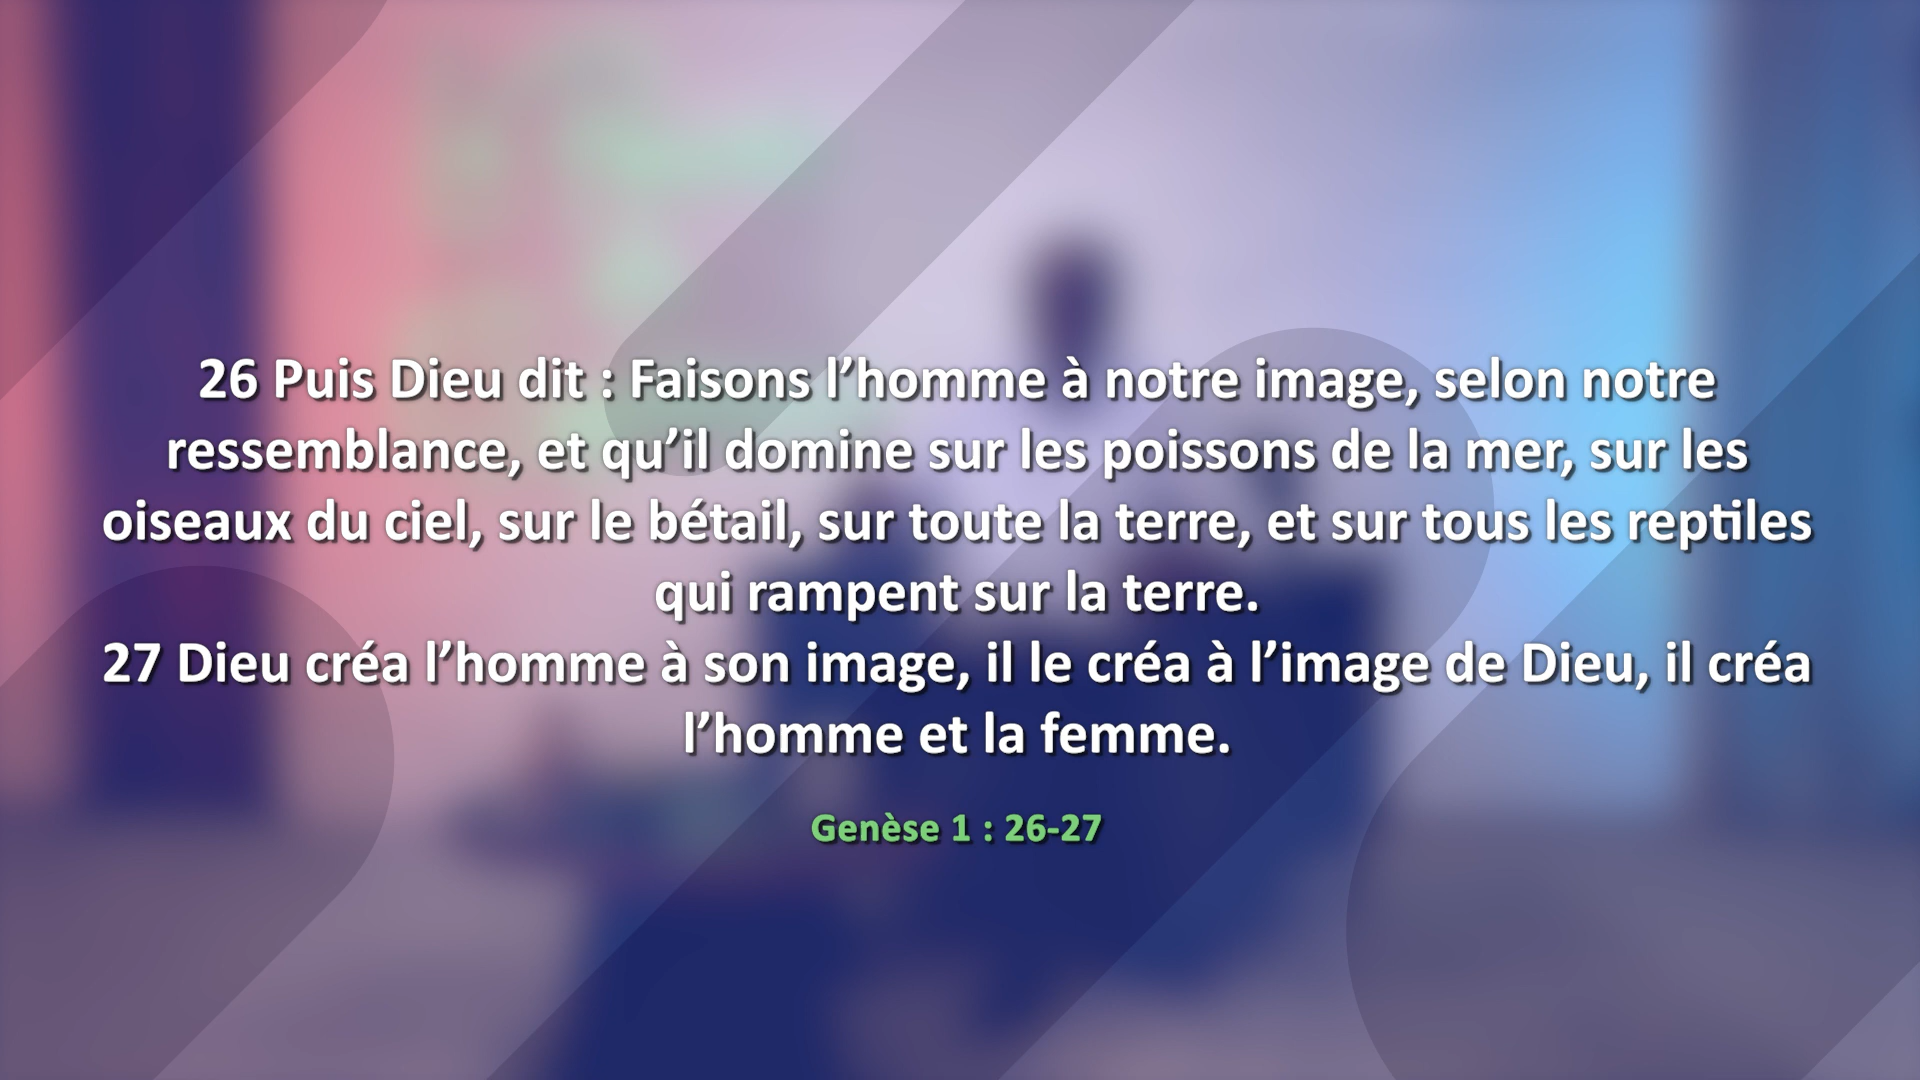 26 Puis Dieu dit : Faisons l’homme à notre image, selon notre
ressemblance, et qu’il domine sur les poissons de la mer, sur les
oiseaux du ciel, sur le bétail, sur toute la terre, et sur tous les reptiles
qui rampent sur la terre.
27 Dieu créa l’homme à son image, il le créa à l’image de Dieu, il créa
l’homme et la femme.
Genèse 1 : 26-27